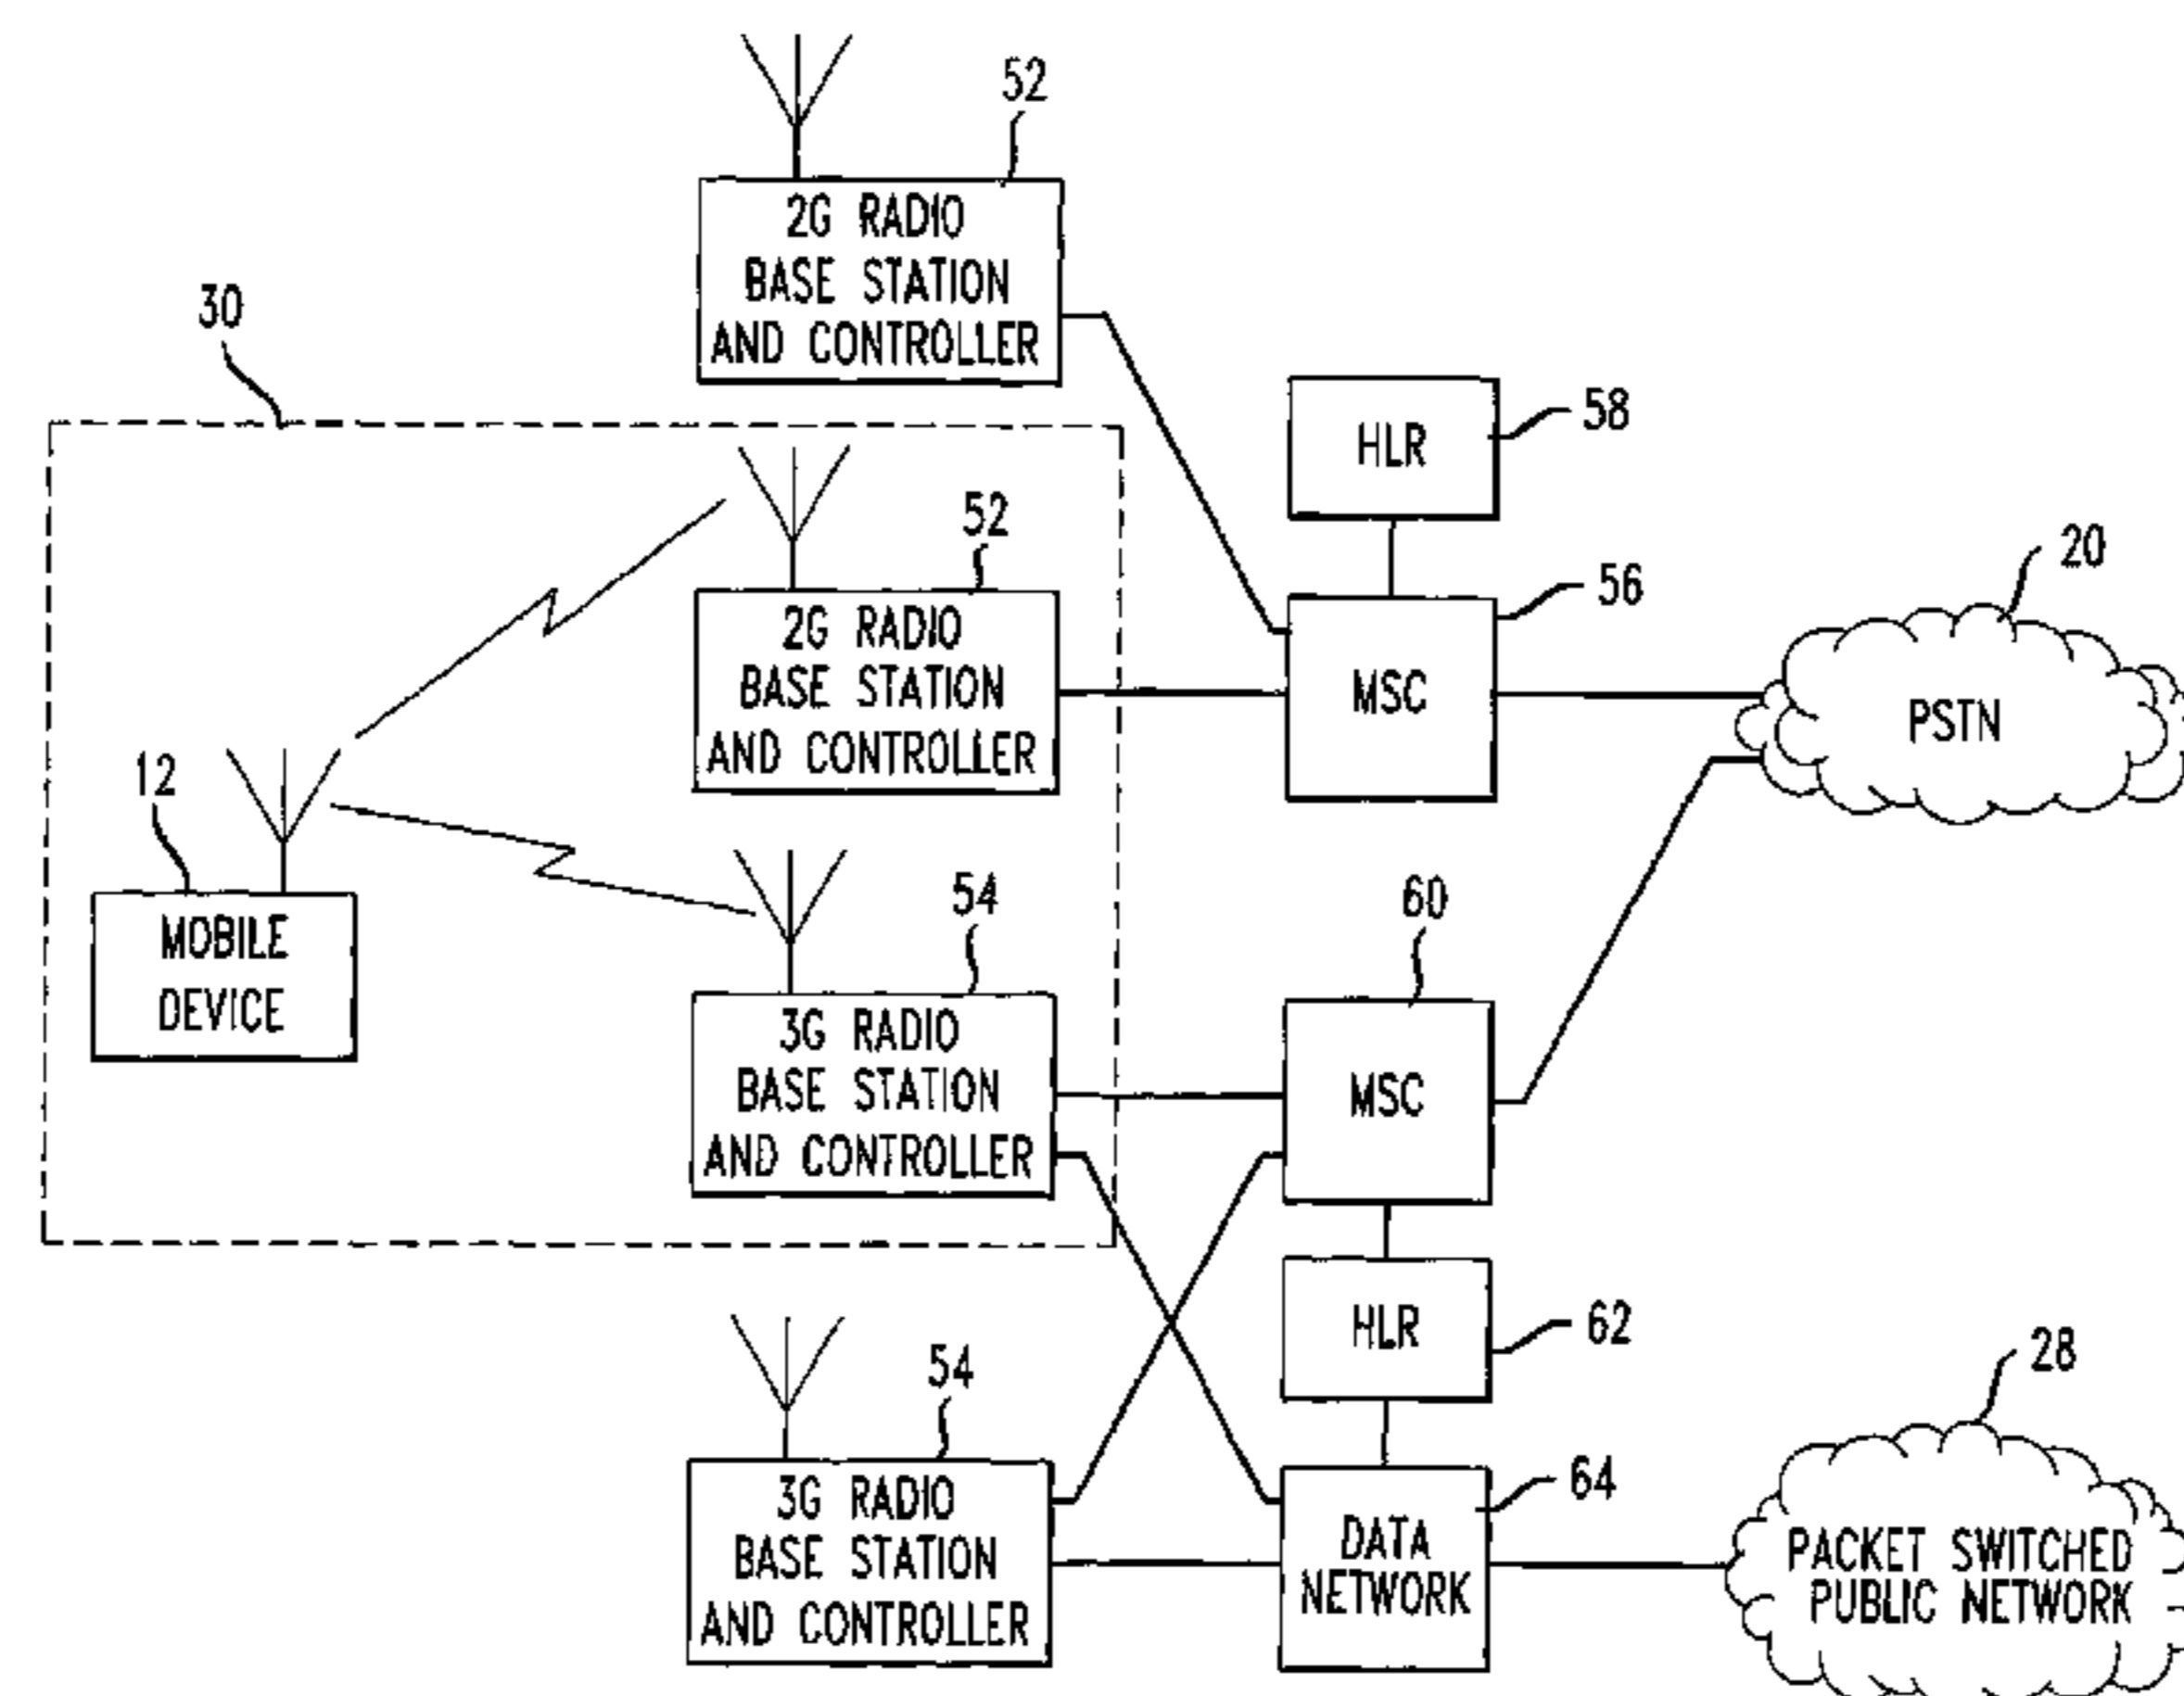 52
2G RADIO
BASE STATION
AND CONTROLLER
30
58
HLR
52
2G RADIO
BASE STATION
AND CONTROLLER
56
MSC
20
PSTN
12
MOBILE
DEVICE
54
3G RADIO
BASE STATION
AND CONTROLLER
60
MSC
62
HLR
54
3G RADIO
BASE STATION
AND CONTROLLER
64
DATA
NETWORK
28
PACKET SWITCHED
PUBLIC NETWORK